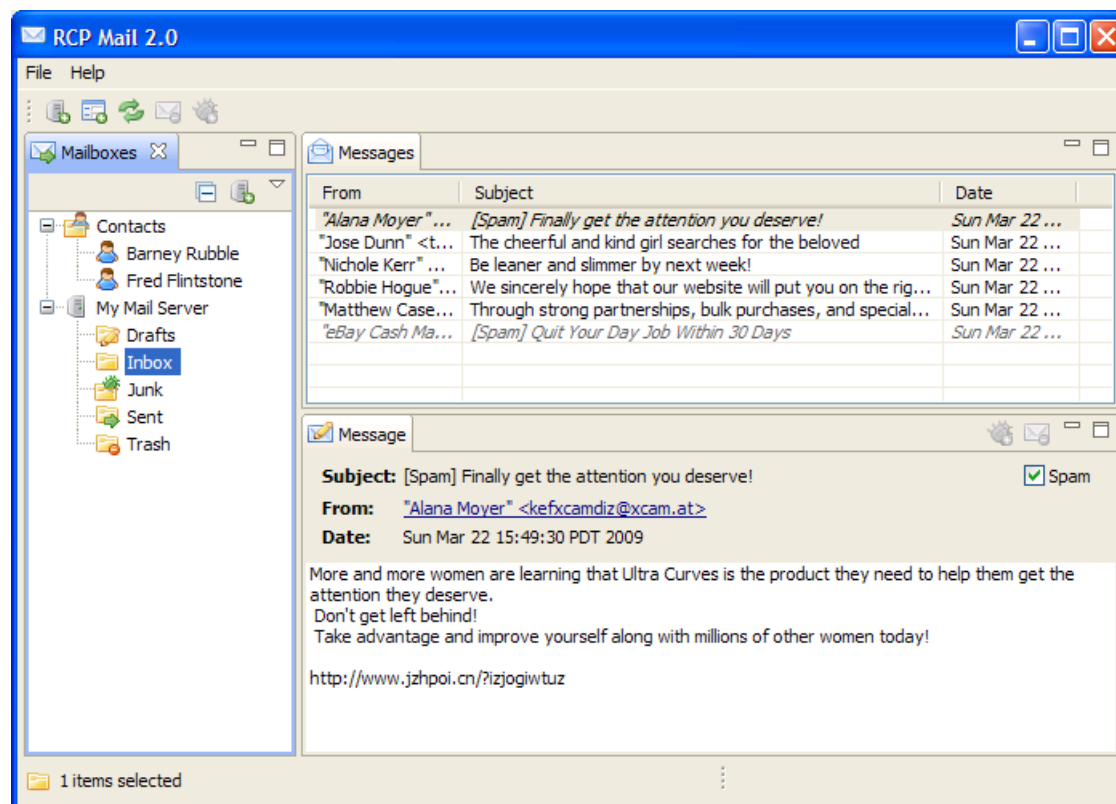 RCP Mail 2.0
File Help
Mailboxes
Contacts
Barney Rubble
Fred Flintstone
My Mail Server
Drafts
Inbox
Junk
Sent
Trash
Messages
From Subject Date
"Alana Moyer" ... [Spam] Finally get the attention you deserve! Sun Mar 22 ...
"Jose Dunn" <t... The cheerful and kind girl searches for the beloved Sun Mar 22 ...
"Nichole Kerr" ... Be leaner and slimmer by next week! Sun Mar 22 ...
"Robbie Hogue"... We sincerely hope that our website will put you on the rig... Sun Mar 22 ...
"Matthew Case... Through strong partnerships, bulk purchases, and special... Sun Mar 22 ...
"eBay Cash Ma... [Spam] Quit Your Day Job Within 30 Days Sun Mar 22 ...
Message
Subject: [Spam] Finally get the attention you deserve! Spam
From: "Alana Moyer" <kefxcamdiz@xcam.at>
Date: Sun Mar 22 15:49:30 PDT 2009
More and more women are learning that Ultra Curves is the product they need to help them get the
attention they deserve.
Don't get left behind!
Take advantage and improve yourself along with millions of other women today!
http://www.jzhpoi.cn/?izjogiwtuz
1 items selected